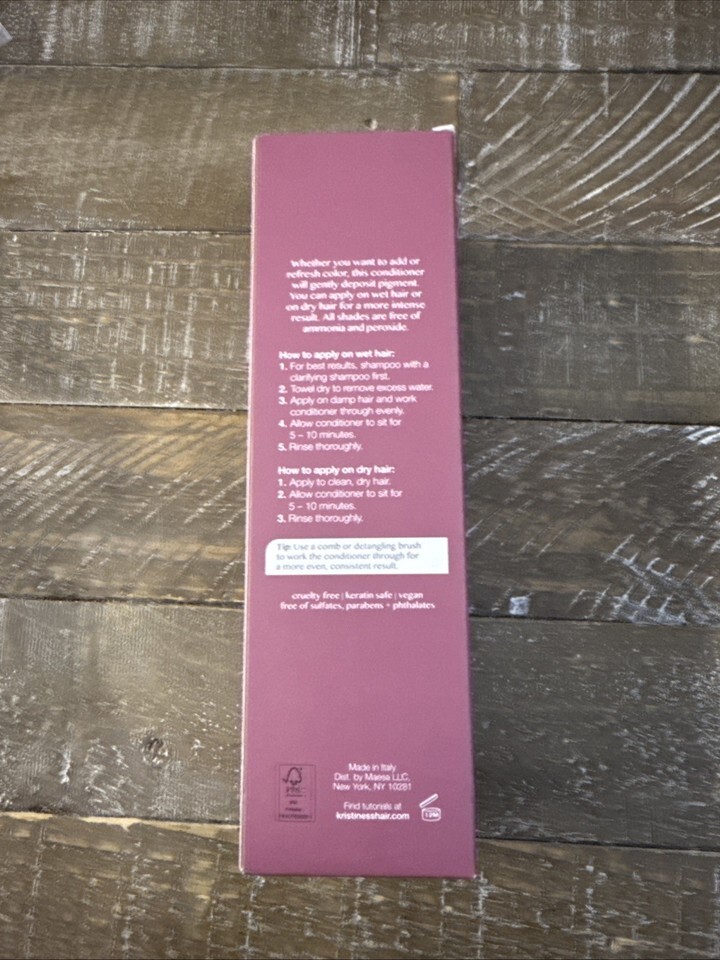 Whether you want to add or
refresh color, this conditioner
will gently deposit pigment.
You can apply on wet hair or
on dry hair for a more intense
result. All shades are free of
ammonia and peroxide.
How to apply on wet hair:
1. For best results, shampoo with a
clarifying shampoo first.
2. Towel dry to remove excess water.
3. Apply on damp hair and work
conditioner through evenly.
4. Allow conditioner to sit for
5 – 10 minutes.
5. Rinse thoroughly.
How to apply on dry hair:
1. Apply to clean, dry hair.
2. Allow conditioner to sit for
5 – 10 minutes.
3. Rinse thoroughly.
Tip: Use a comb or detangling brush
to work the conditioner through for
a more even, consistent result.
cruelty free | keratin safe | vegan
free of sulfates, parabens + phthalates
Made in Italy
Dist. by Maesa LLC,
New York, NY 10281
Find tutorials at
kristinesshair.com
FSC
12M